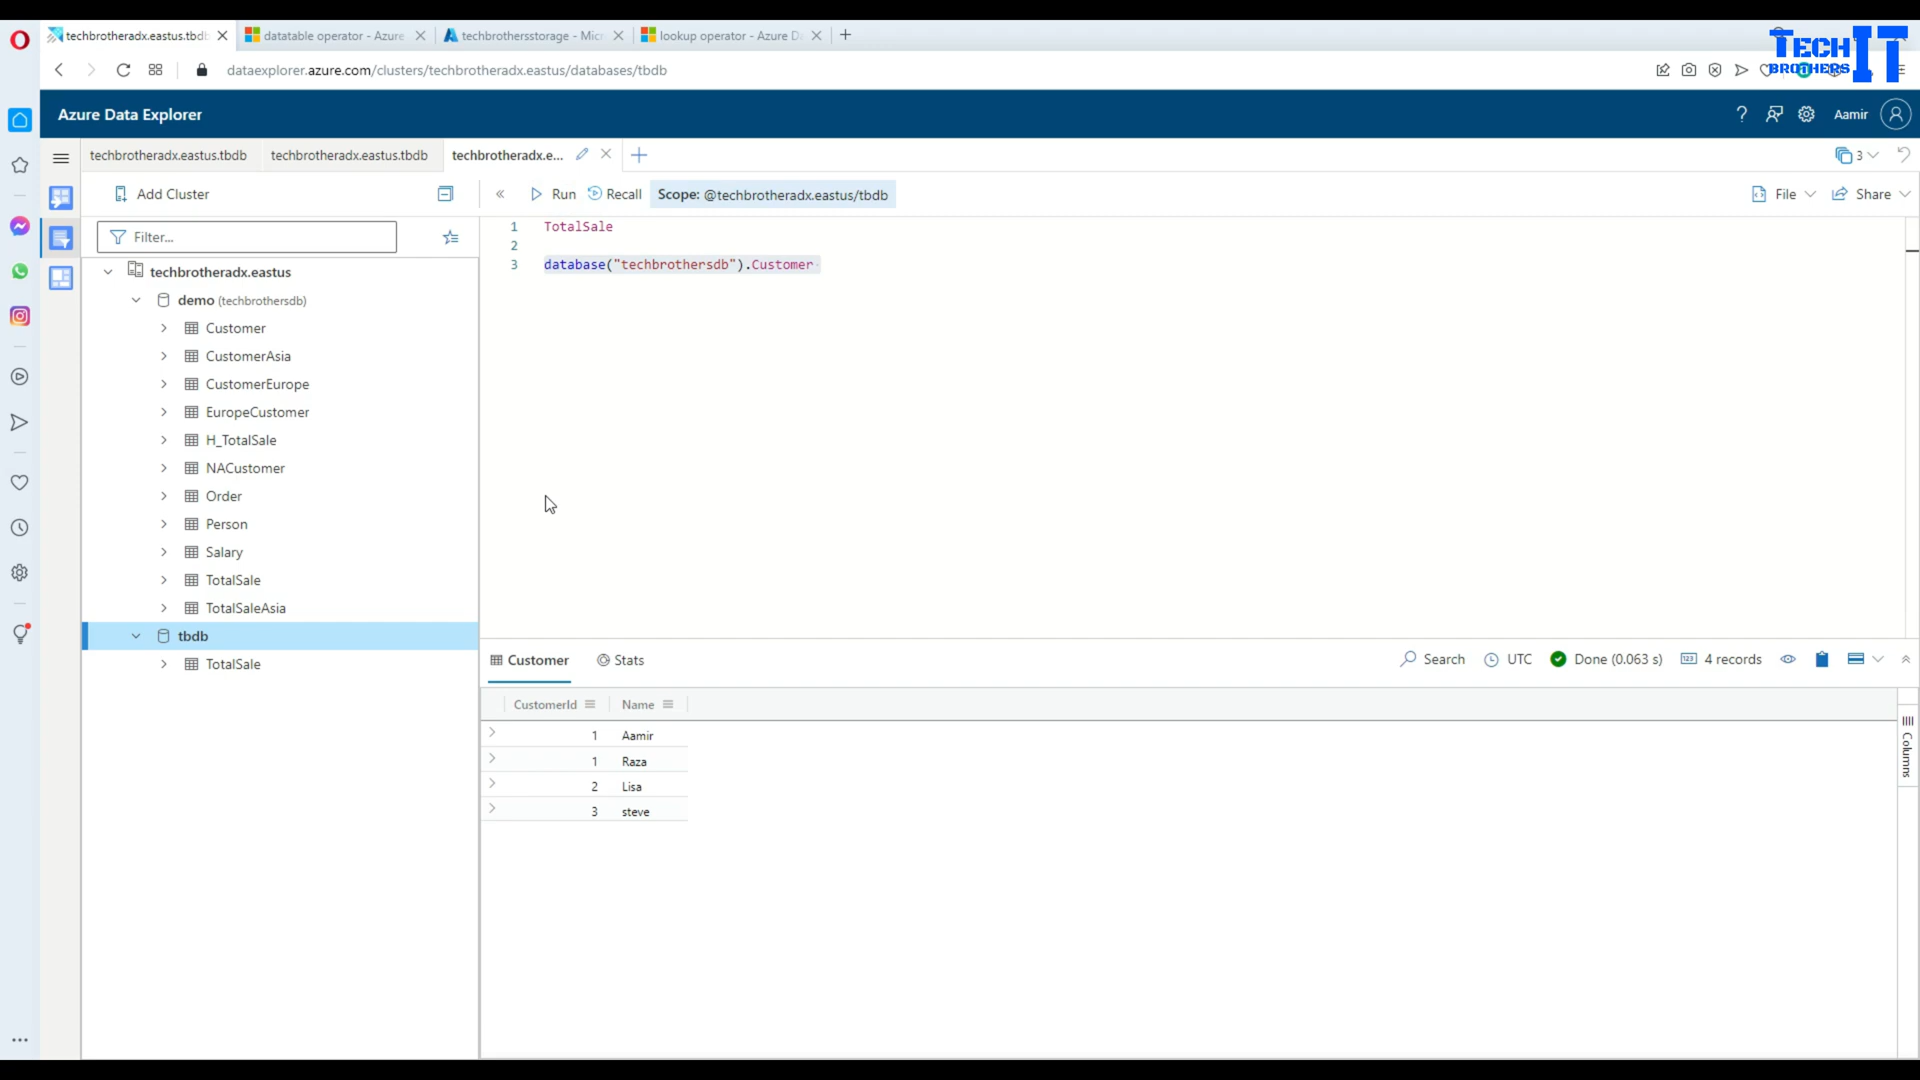 techbrotheradx.eastus.tbdb
datatable operator - Azure
techbrothersstorage - Micr
lookup operator - Azure D
TECH BROTHERS IT
dataexplorer.azure.com/clusters/techbrotheradx.eastus/databases/tbdb
Azure Data Explorer
Aamir
techbrotheradx.eastus.tbdb
techbrotheradx.eastus.tbdb
techbrotheradx.e...
3
Add Cluster
Run
Recall
Scope: @techbrotheradx.eastus/tbdb
File
Share
Filter...
1 TotalSale
2
3 database("techbrothersdb").Customer
techbrotheradx.eastus
demo (techbrothersdb)
Customer
CustomerAsia
CustomerEurope
EuropeCustomer
H_TotalSale
NACustomer
Order
Person
Salary
TotalSale
TotalSaleAsia
tbdb
TotalSale
Customer
Stats
Search
UTC
Done (0.063 s)
4 records
CustomerId Name
1 Aamir
1 Raza
2 Lisa
3 steve
Columns